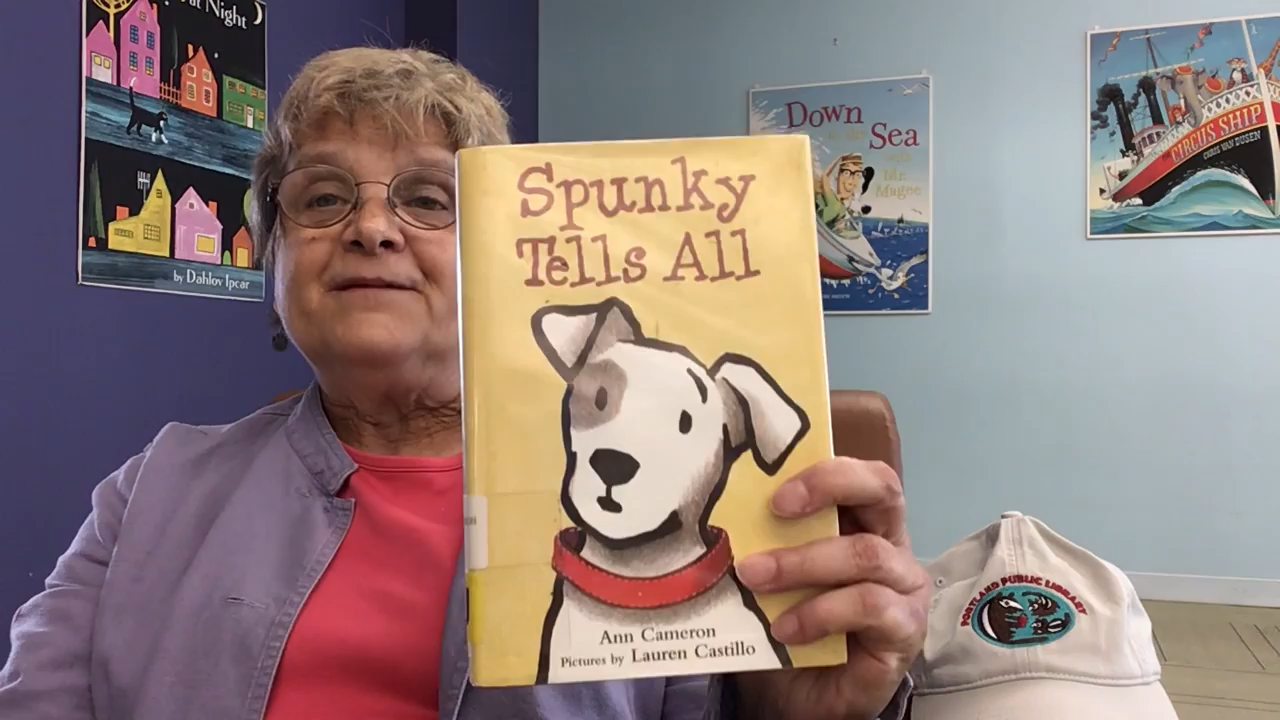 at Night
by Dahlov Ipcar
Spunky
Tells All
Ann Cameron
Pictures by Lauren Castillo
Down
Sea
Mr.
Magee
CIRCUS SHIP
CHRIS VAN DUSEN
PORTLAND PUBLIC LIBRARY